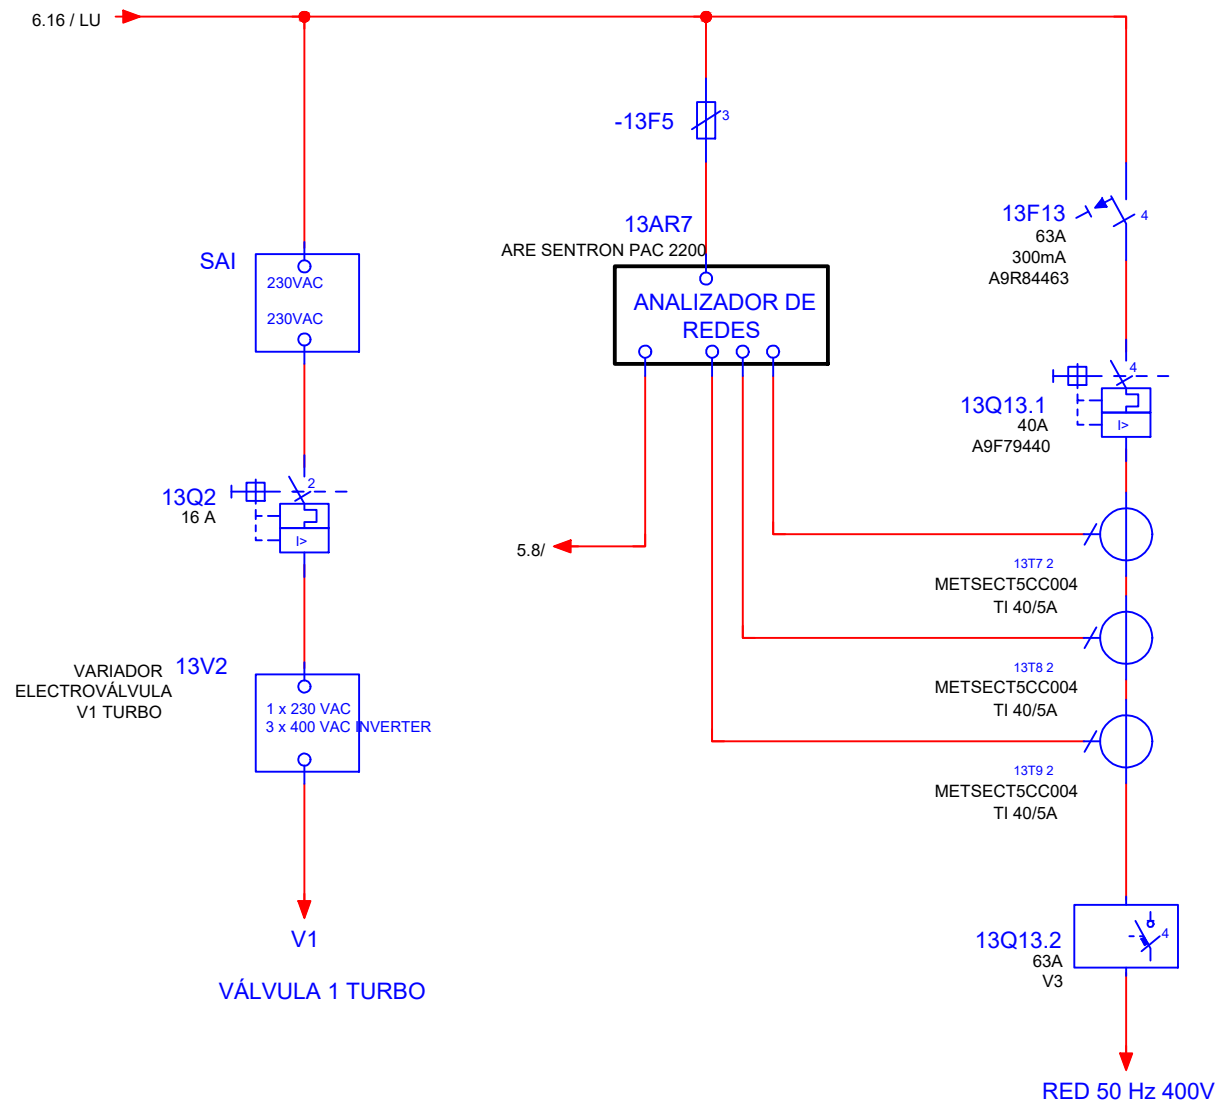 6.16 / LU
-13F5
3
13AR7
ARE SENTRON PAC 2200
ANALIZADOR DE
REDES
13F13
4
63A
300mA
A9R84463
SAI
230VAC
230VAC
13Q13.1
4
40A
A9F79440
I>
13Q2
2
16 A
I>
5.8/
13T7 2
METSECT5CC004
TI 40/5A
13T8 2
METSECT5CC004
TI 40/5A
13T9 2
METSECT5CC004
TI 40/5A
VARIADOR
ELECTROVÁLVULA
V1 TURBO
13V2
1 x 230 VAC
3 x 400 VAC INVERTER
V1
VÁLVULA 1 TURBO
13Q13.2
4
63A
V3
RED 50 Hz 400V